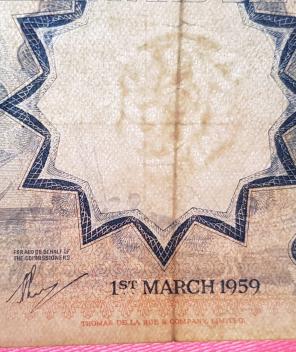 FOR AND ON BEHALF OF
THE COMMISSIONERS
1ST MARCH 1959
THOMAS DE LA RUE & COMPANY, LIMITED.